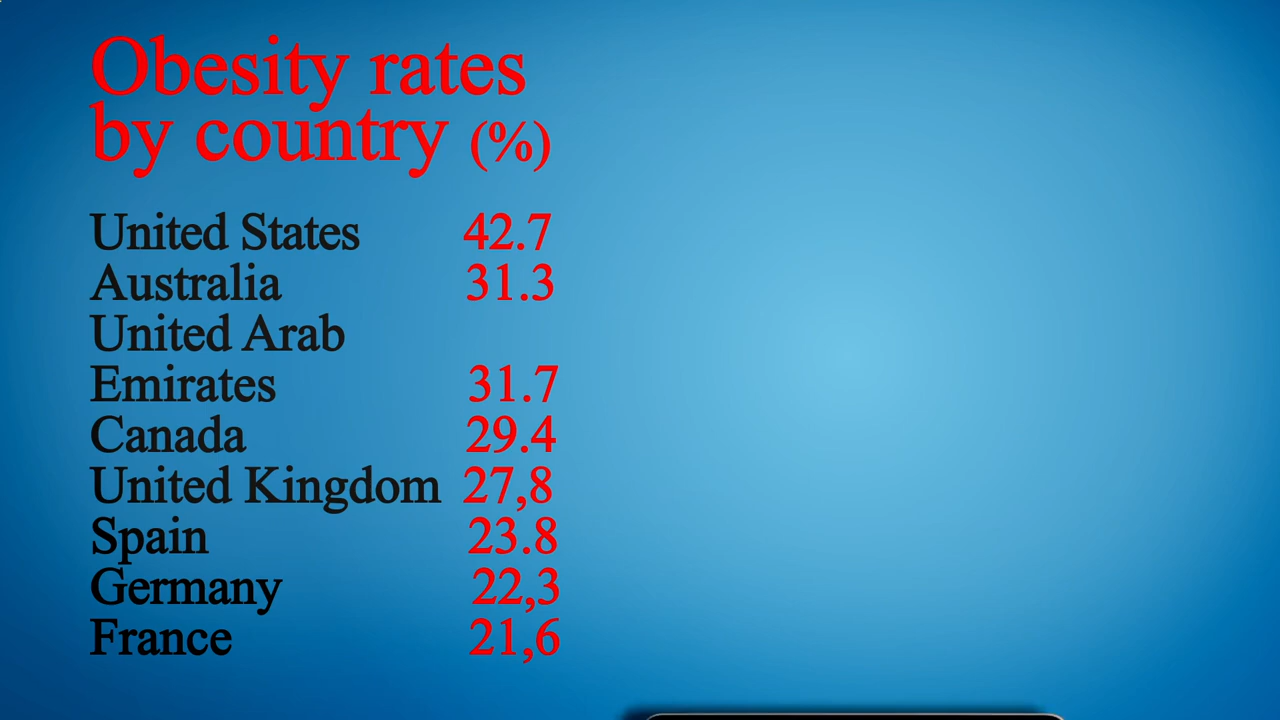 Obesity rates
by country (%)
United States 42.7
Australia 31.3
United Arab
Emirates 31.7
Canada 29.4
United Kingdom 27,8
Spain 23.8
Germany 22,3
France 21,6